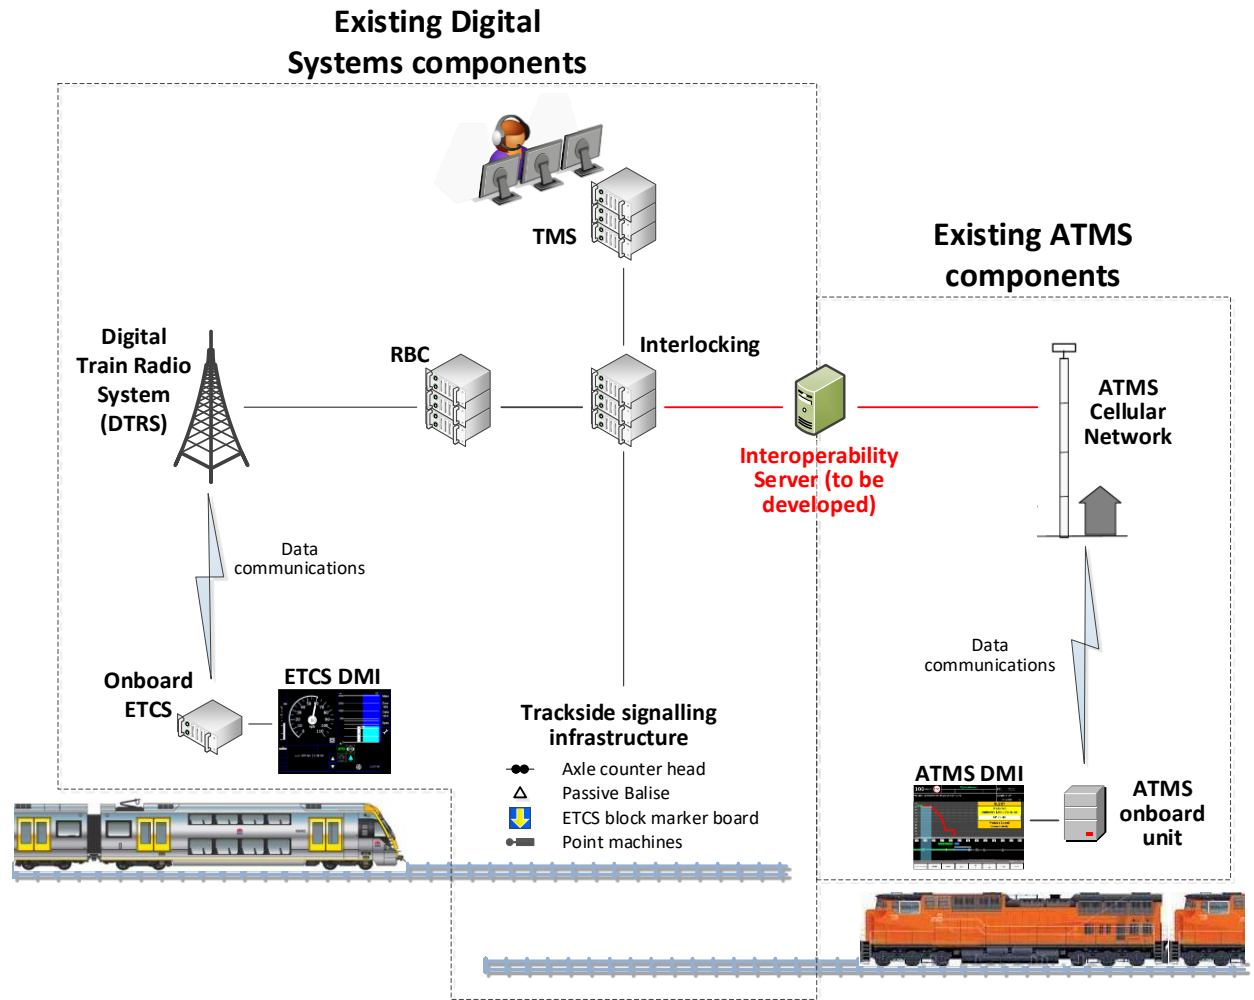 Existing Digital
Systems components
TMS
Existing ATMS
components
Digital
Train Radio
System
(DTRS)
RBC
Interlocking
ATMS
Cellular
Network
Interoperability
Server (to be
developed)
Data
communications
Data
communications
Onboard
ETCS
ETCS DMI
Trackside signalling
infrastructure
Axle counter head
Passive Balise
ETCS block marker board
Point machines
ATMS DMI
ATMS
onboard
unit